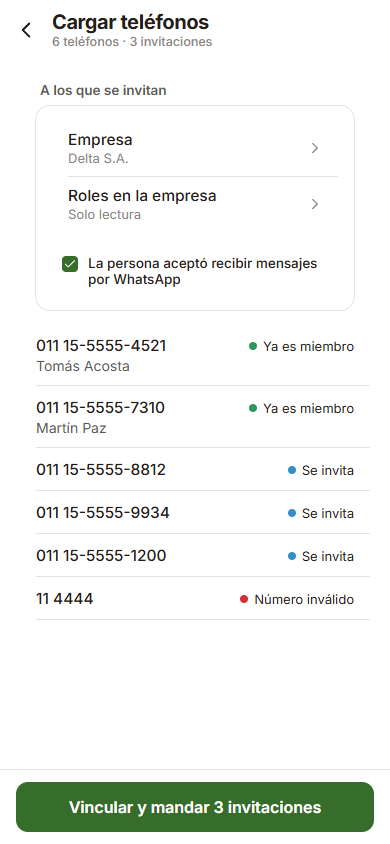 Cargar teléfonos
6 teléfonos · 3 invitaciones
A los que se invitan
Empresa
Delta S.A.
Roles en la empresa
Solo lectura
La persona aceptó recibir mensajes
por WhatsApp
011 15-5555-4521
Ya es miembro
Tomás Acosta
011 15-5555-7310
Ya es miembro
Martín Paz
011 15-5555-8812
Se invita
011 15-5555-9934
Se invita
011 15-5555-1200
Se invita
11 4444
Número inválido
Vincular y mandar 3 invitaciones